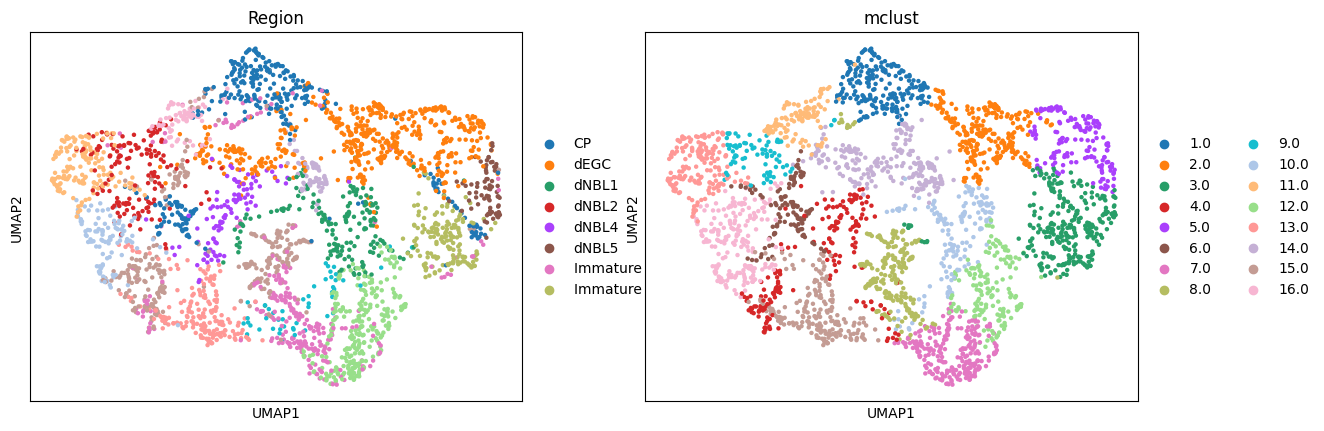 Region
UMAP2
UMAP1
CP
dEGC
dNBL1
dNBL2
dNBL4
dNBL5
Immature
Immature
mclust
UMAP2
UMAP1
1.0
2.0
3.0
4.0
5.0
6.0
7.0
8.0
9.0
10.0
11.0
12.0
13.0
14.0
15.0
16.0